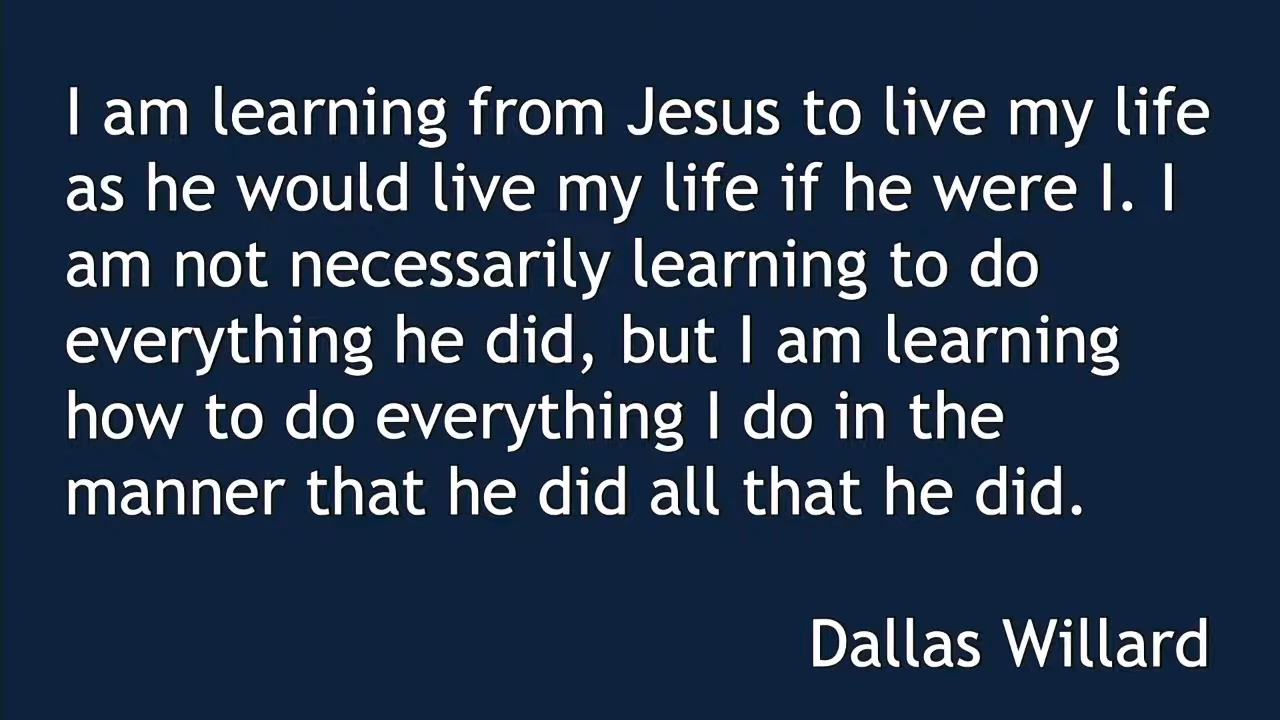 I am learning from Jesus to live my life
as he would live my life if he were I. I
am not necessarily learning to do
everything he did, but I am learning
how to do everything I do in the
manner that he did all that he did.
Dallas Willard